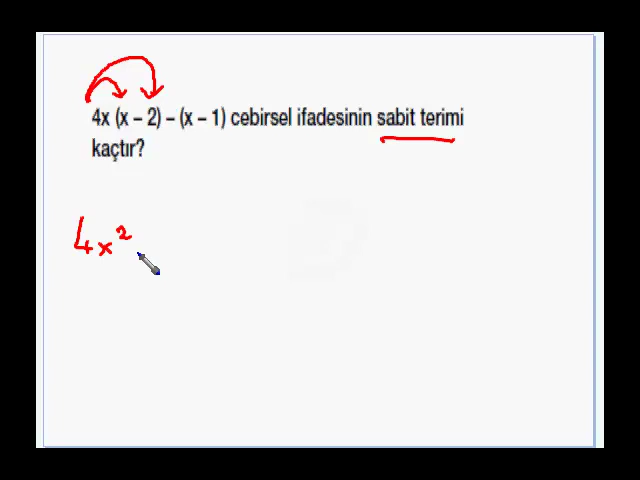 4x (x – 2) – (x – 1) cebirsel ifadesinin sabit terimi
kaçtır?
4x²